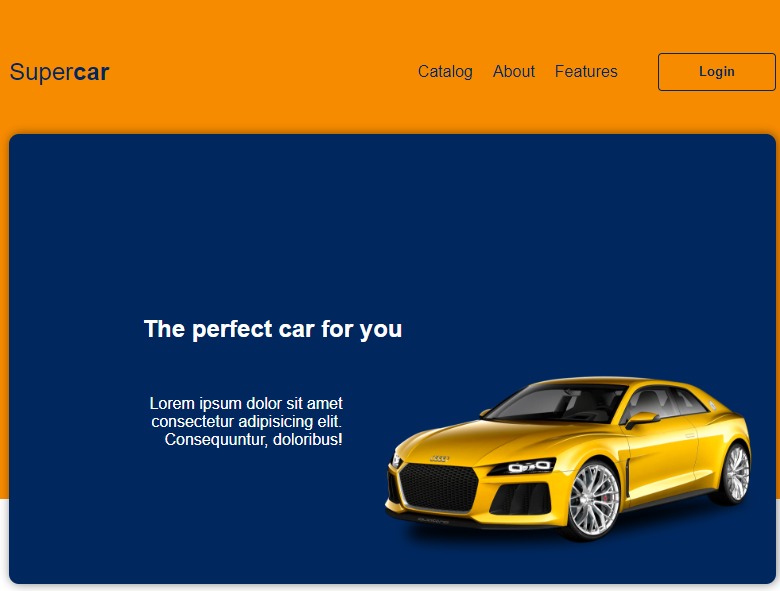 Supercar
Catalog About Features Login
The perfect car for you
Lorem ipsum dolor sit amet
consectetur adipisicing elit.
Consequuntur, doloribus!